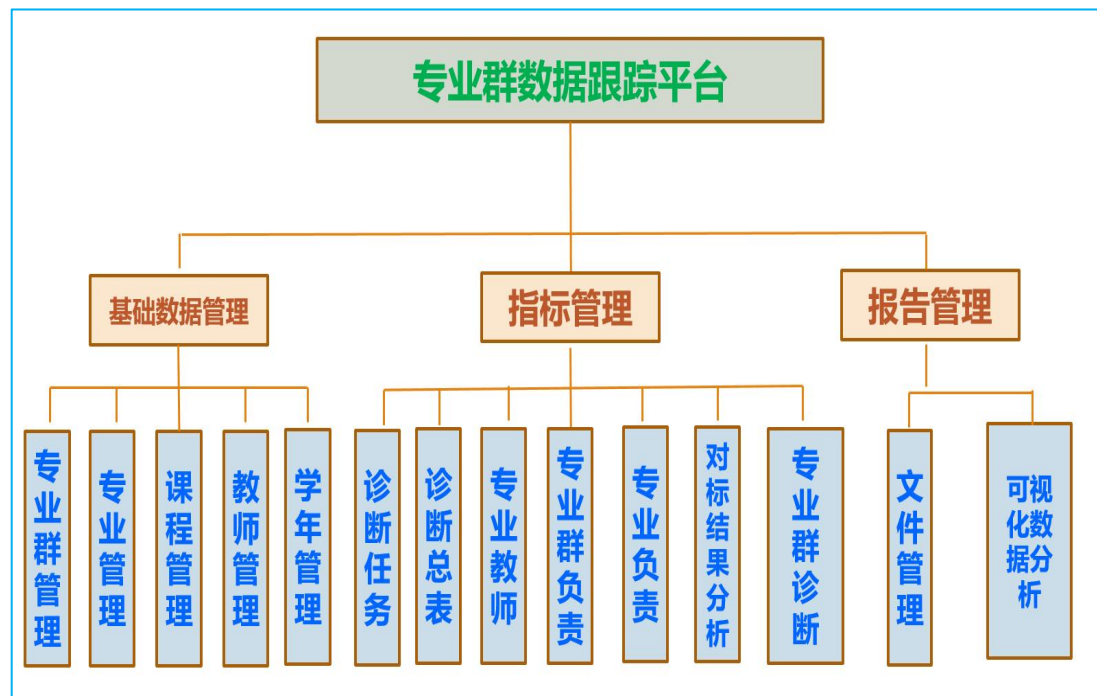 专业群数据跟踪平台
基础数据管理
指标管理
报告管理
专业群管理
专业管理
课程管理
教师管理
学年管理
诊断任务
诊断总表
专业教师
专业群负责
专业负责
对标结果分析
专业群诊断
文件管理
可视
化数
据分
析